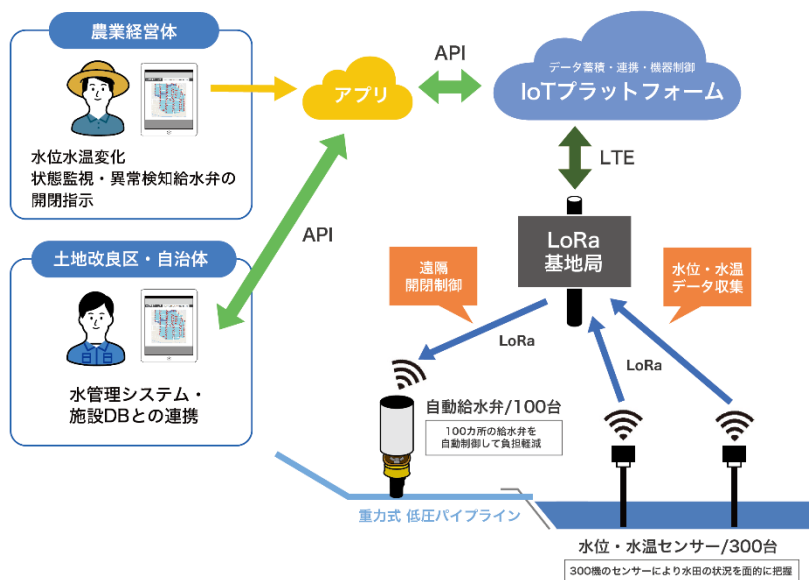 農業経営体
水位水温変化
状態監視・異常検知給水弁の
開閉指示
アプリ
API
データ蓄積・連携・機器制御
IoTプラットフォーム
LTE
API
土地改良区・自治体
水管理システム・
施設DBとの連携
LoRa
基地局
遠隔
開閉制御
水位・水温
データ収集
LoRa
LoRa
自動給水弁/100台
100カ所の給水弁を
自動制御して負担軽減
重力式 低圧パイプライン
水位・水温センサー/300台
300機のセンサーにより水田の状況を面的に把握